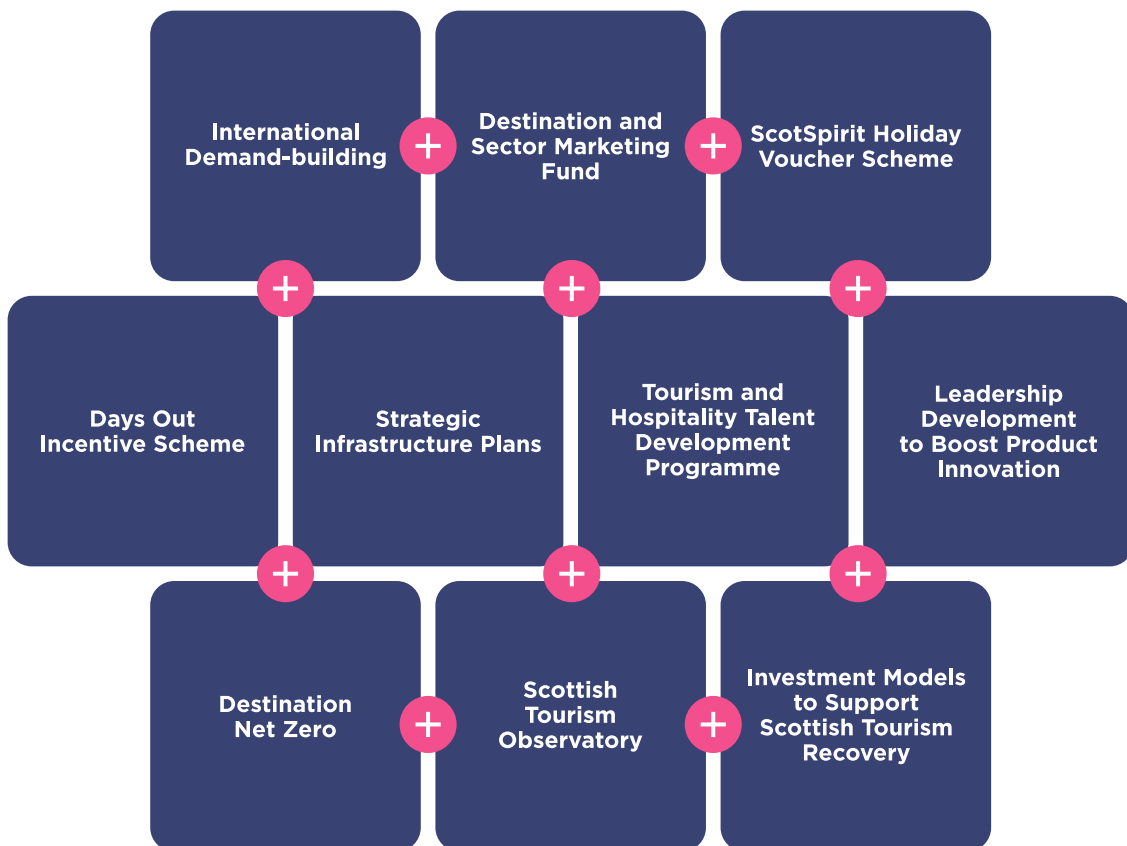 International
Demand-building
Destination and
Sector Marketing
Fund
ScotSpirit Holiday
Voucher Scheme
Days Out
Incentive Scheme
Strategic
Infrastructure Plans
Tourism and
Hospitality Talent
Development
Programme
Leadership
Development
to Boost Product
Innovation
Destination
Net Zero
Scottish
Tourism
Observatory
Investment Models
to Support
Scottish Tourism
Recovery